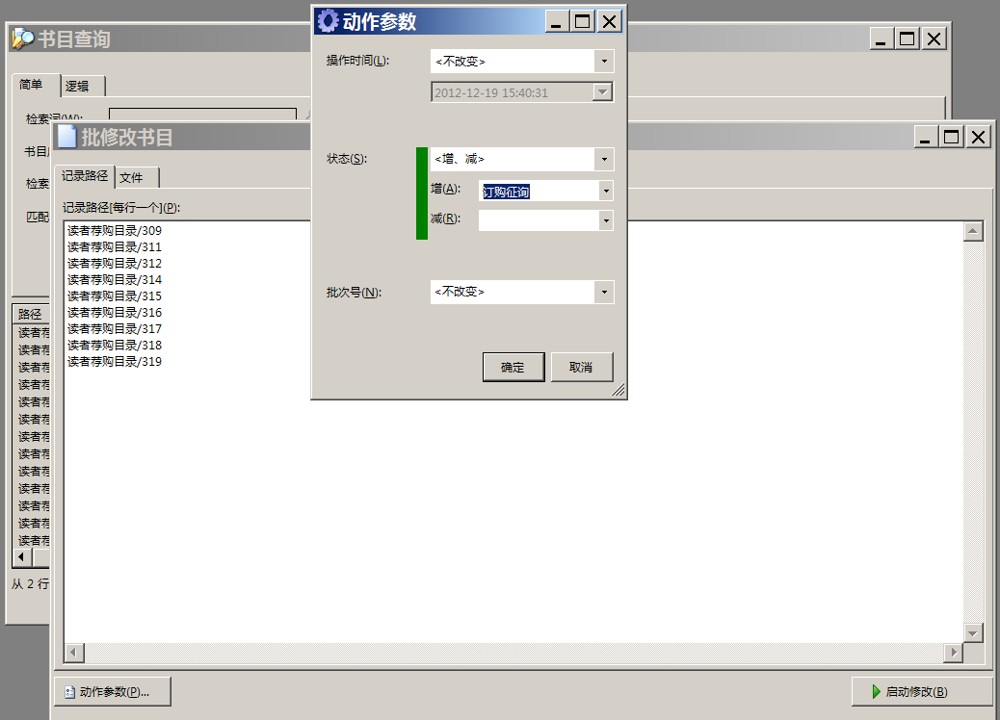 动作参数
操作时间(L): <不改变>
2012-12-19 15:40:31
状态(S): <增、减>
增(A): 订购征询
减(R):
批次号(N): <不改变>
确定 取消
书目查询
简单 逻辑
检索词(W):
书目
检索
匹配
路径
读者荐
读者荐
读者荐
读者荐
读者荐
读者荐
读者荐
读者荐
读者荐
读者荐
读者荐
读者荐
读者荐
从 2 行
批修改书目
记录路径 文件
记录路径[每行一个](P):
读者荐购目录/309
读者荐购目录/311
读者荐购目录/312
读者荐购目录/314
读者荐购目录/315
读者荐购目录/316
读者荐购目录/317
读者荐购目录/318
读者荐购目录/319
动作参数(P)... 启动修改(B)